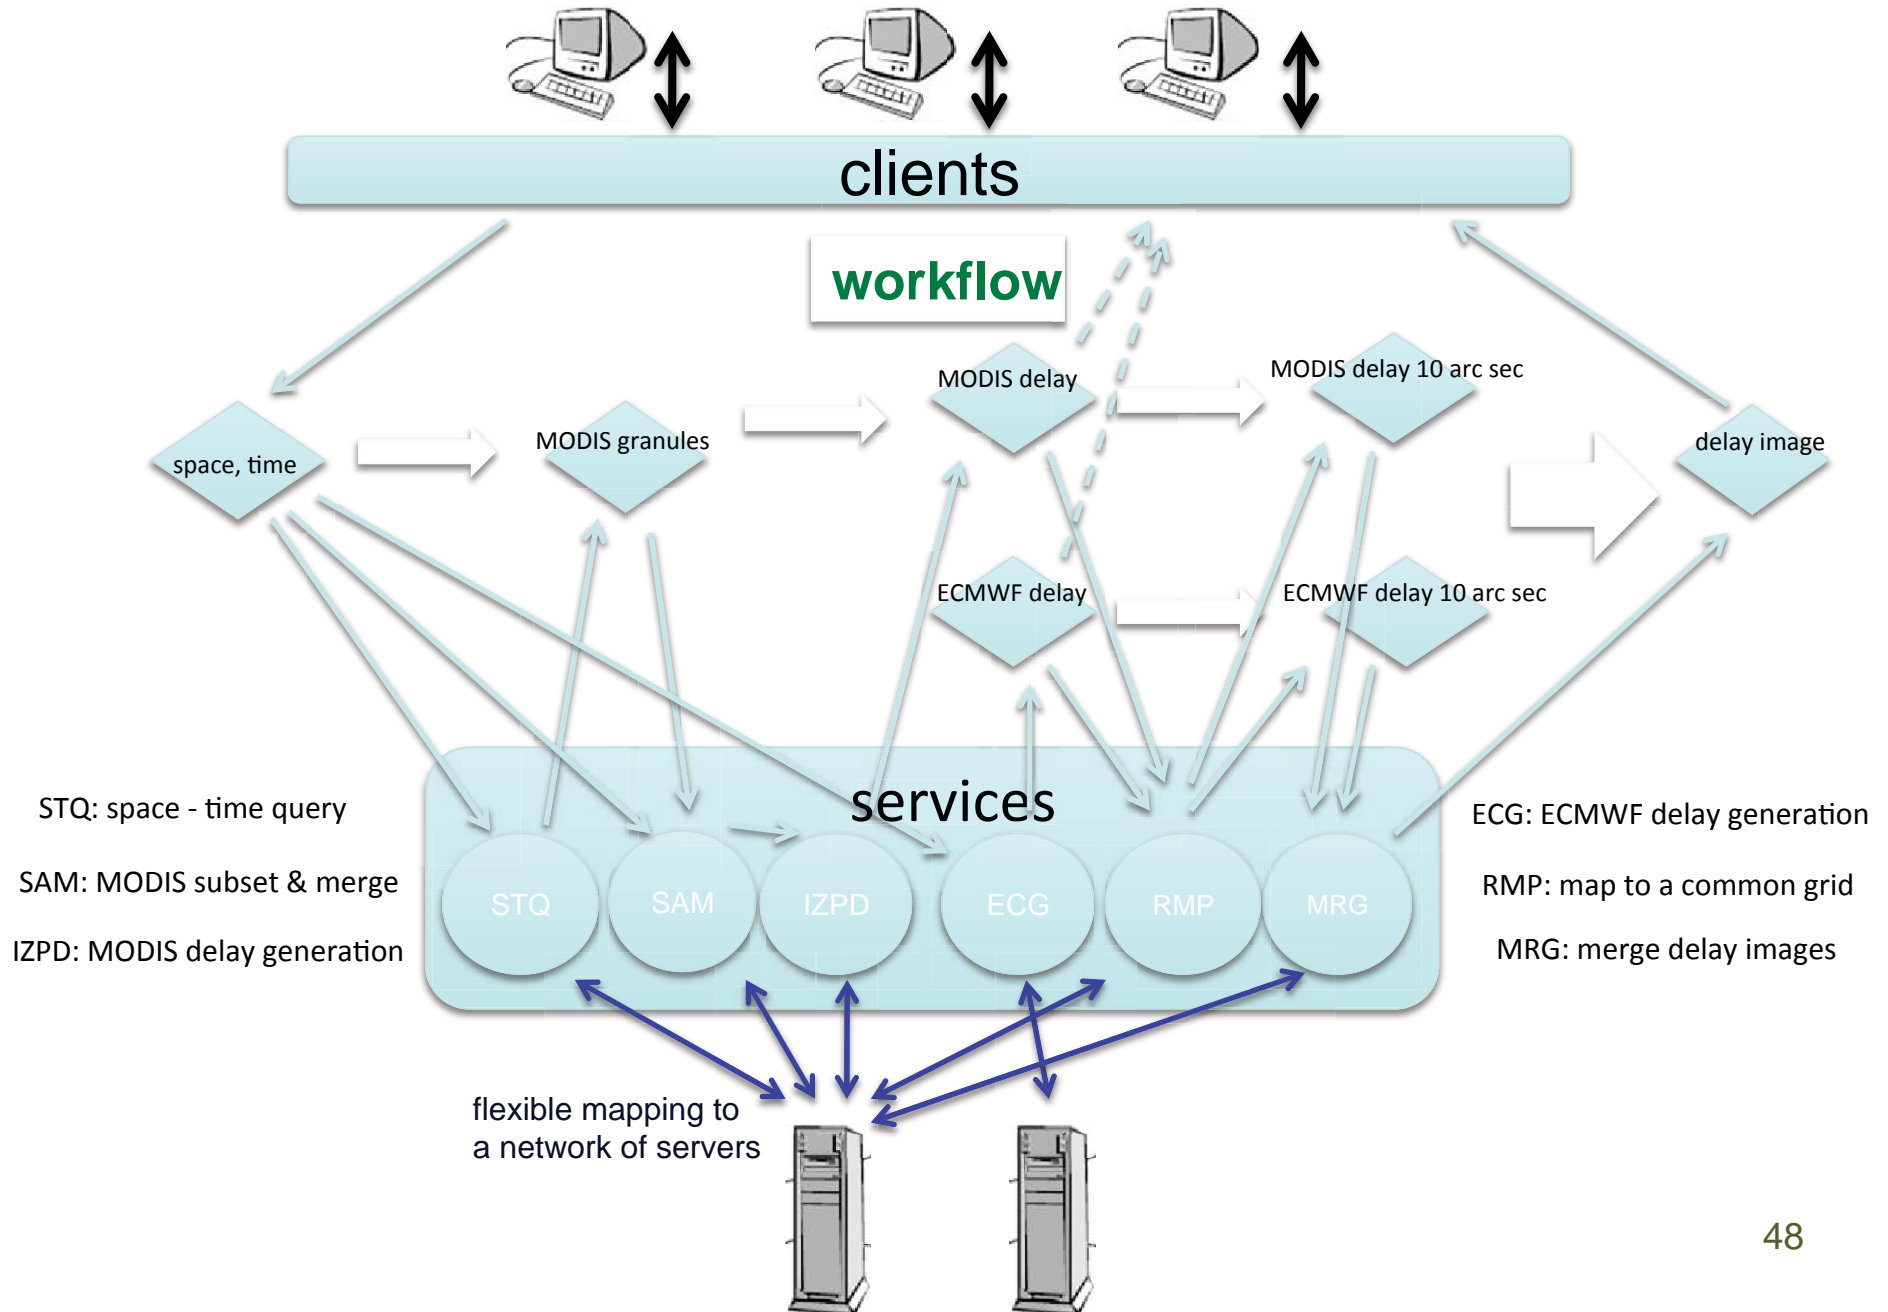 clients
workflow
MODIS delay
MODIS delay 10 arc sec
space, time
MODIS granules
delay image
ECMWF delay
ECMWF delay 10 arc sec
services
STQ: space - time query
SAM: MODIS subset & merge
IZPD: MODIS delay generation
STQ
SAM
IZPD
ECG
RMP
MRG
ECG: ECMWF delay generation
RMP: map to a common grid
MRG: merge delay images
flexible mapping to
a network of servers
48